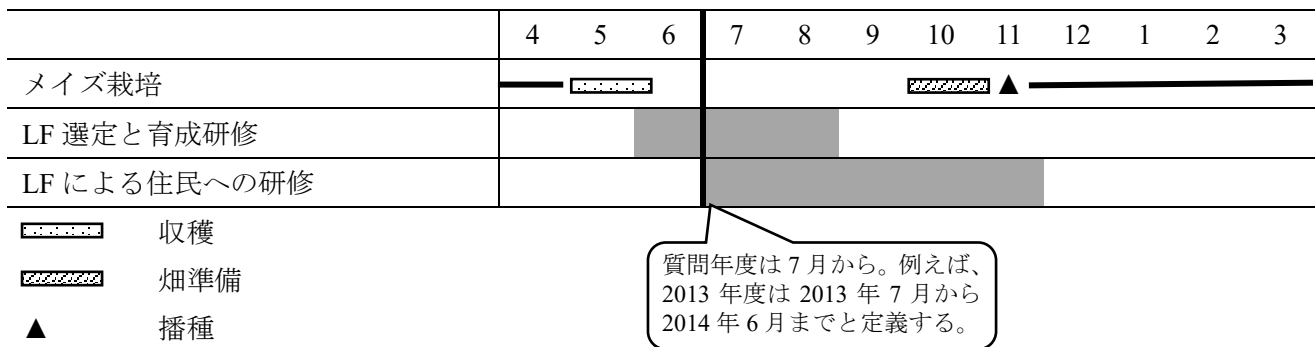 4 5 6 7 8 9 10 11 12 1 2 3
メイズ栽培
LF 選定と育成研修
LF による住民への研修
収穫
畑準備
▲ 播種
質問年度は 7 月から。例えば、
2013 年度は 2013 年 7 月から
2014 年 6 月までと定義する。